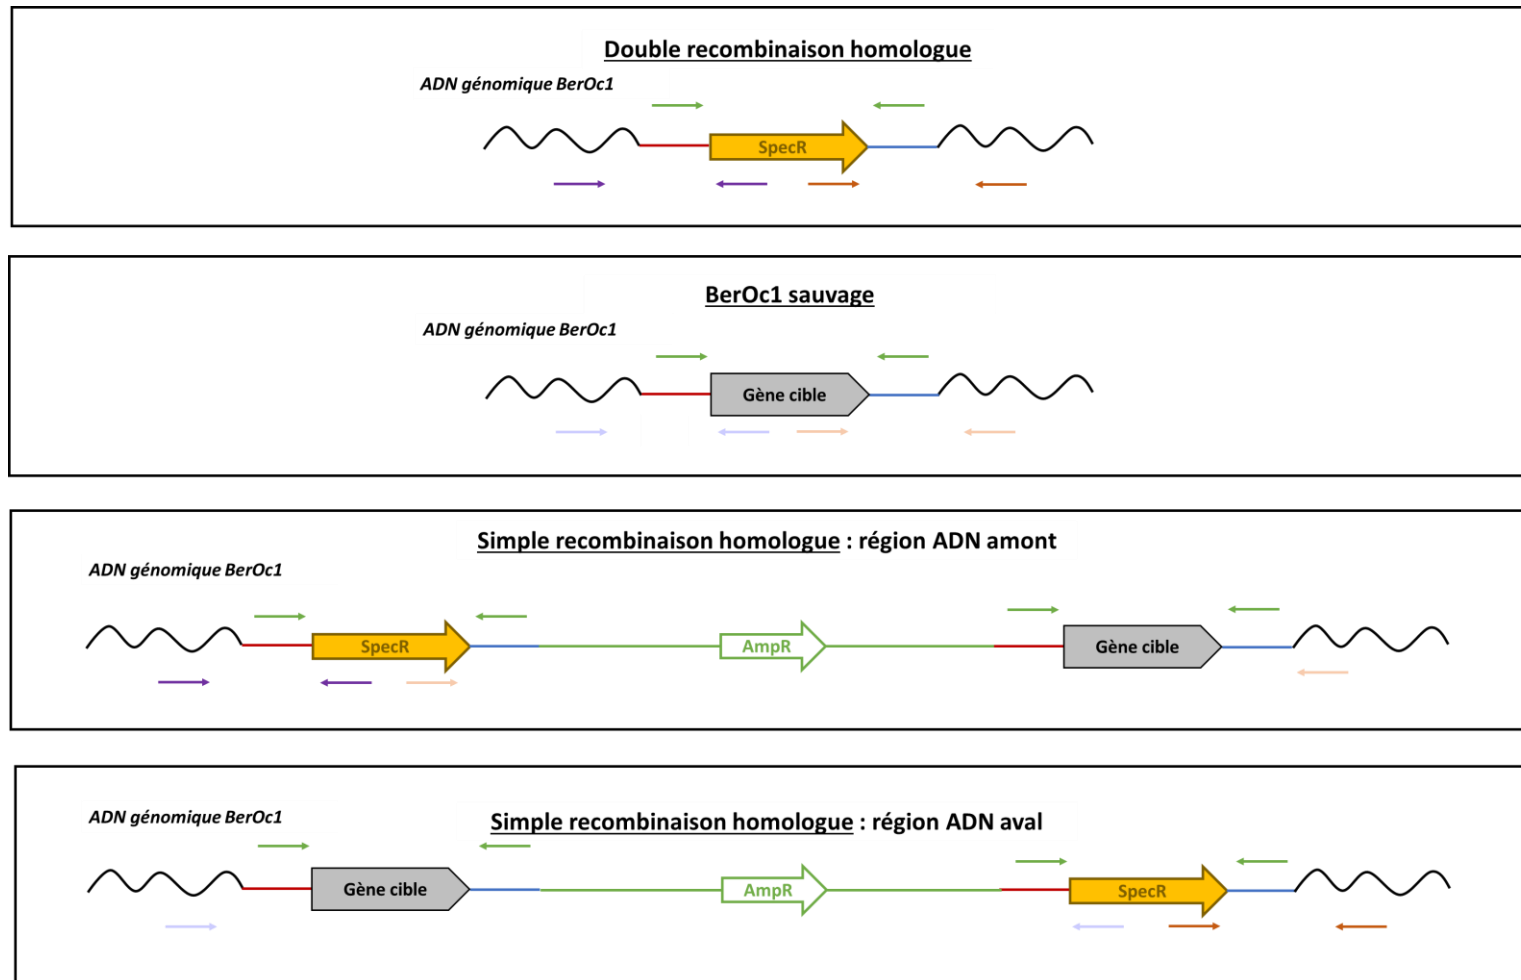 Double recombinaison homologue
ADN génomique BerOc1
SpecR
BerOc1 sauvage
ADN génomique BerOc1
Gène cible
Simple recombinaison homologue : région ADN amont
ADN génomique BerOc1
SpecR
AmpR
Gène cible
ADN génomique BerOc1
Simple recombinaison homologue : région ADN aval
Gène cible
AmpR
SpecR